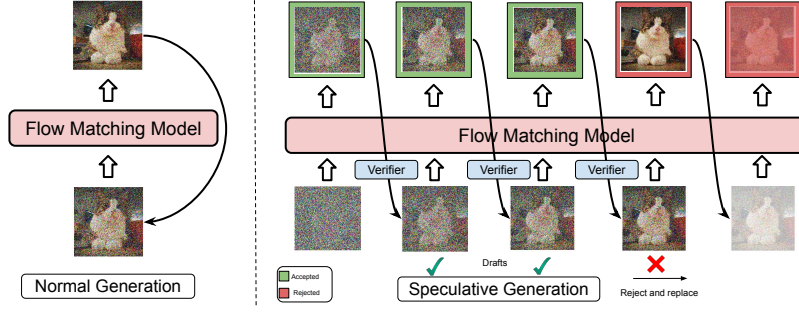 Flow Matching Model
Normal Generation
Flow Matching Model
Verifier
Verifier
Verifier
Drafts
Accepted
Rejected
Speculative Generation
Reject and replace